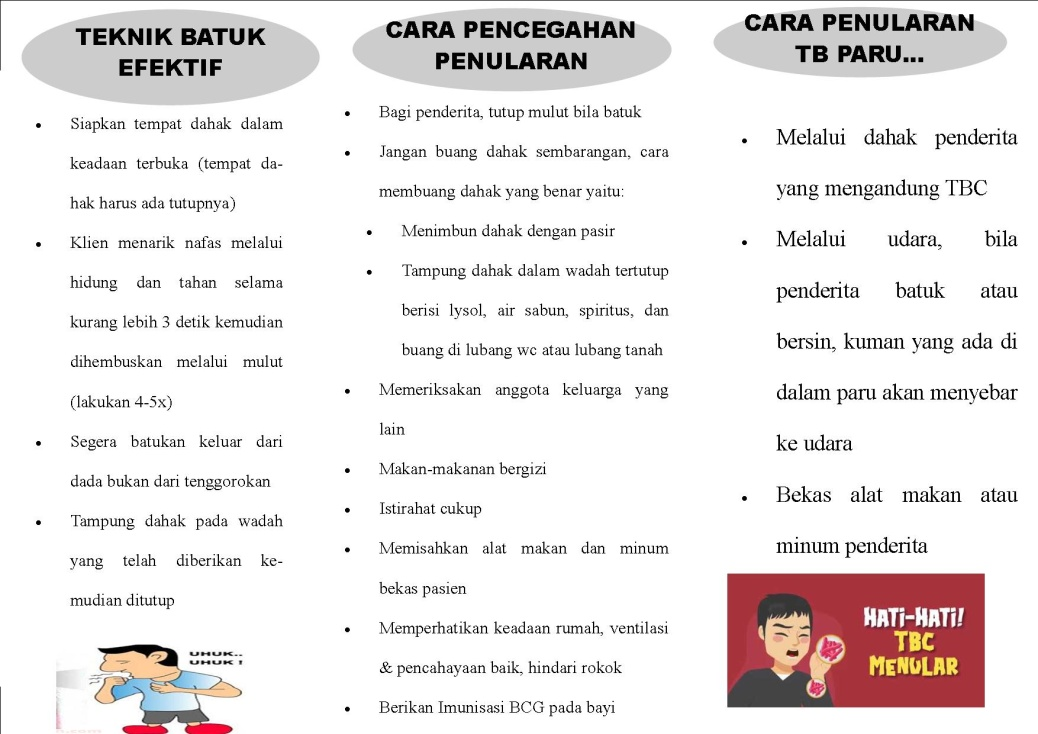 TEKNIK BATUK
EFEKTIF
• Siapkan tempat dahak dalam
keadaan terbuka (tempat da-
hak harus ada tutupnya)
• Klien menarik nafas melalui
hidung dan tahan selama
kurang lebih 3 detik kemudian
dihembuskan melalui mulut
(lakukan 4-5x)
• Segera batukan keluar dari
dada bukan dari tenggorokan
• Tampung dahak pada wadah
yang telah diberikan ke-
mudian ditutup
UHUK..
UHUK !
CARA PENCEGAHAN
PENULARAN
• Bagi penderita, tutup mulut bila batuk
• Jangan buang dahak sembarangan, cara
membuang dahak yang benar yaitu:
• Menimbun dahak dengan pasir
• Tampung dahak dalam wadah tertutup
berisi lysol, air sabun, spiritus, dan
buang di lubang wc atau lubang tanah
• Memeriksakan anggota keluarga yang
lain
• Makan-makanan bergizi
• Istirahat cukup
• Memisahkan alat makan dan minum
bekas pasien
• Memperhatikan keadaan rumah, ventilasi
& pencahayaan baik, hindari rokok
• Berikan Imunisasi BCG pada bayi
CARA PENULARAN
TB PARU...
• Melalui dahak penderita
yang mengandung TBC
• Melalui udara, bila
penderita batuk atau
bersin, kuman yang ada di
dalam paru akan menyebar
ke udara
• Bekas alat makan atau
minum penderita
HATI-HATI!
TBC
MENULAR